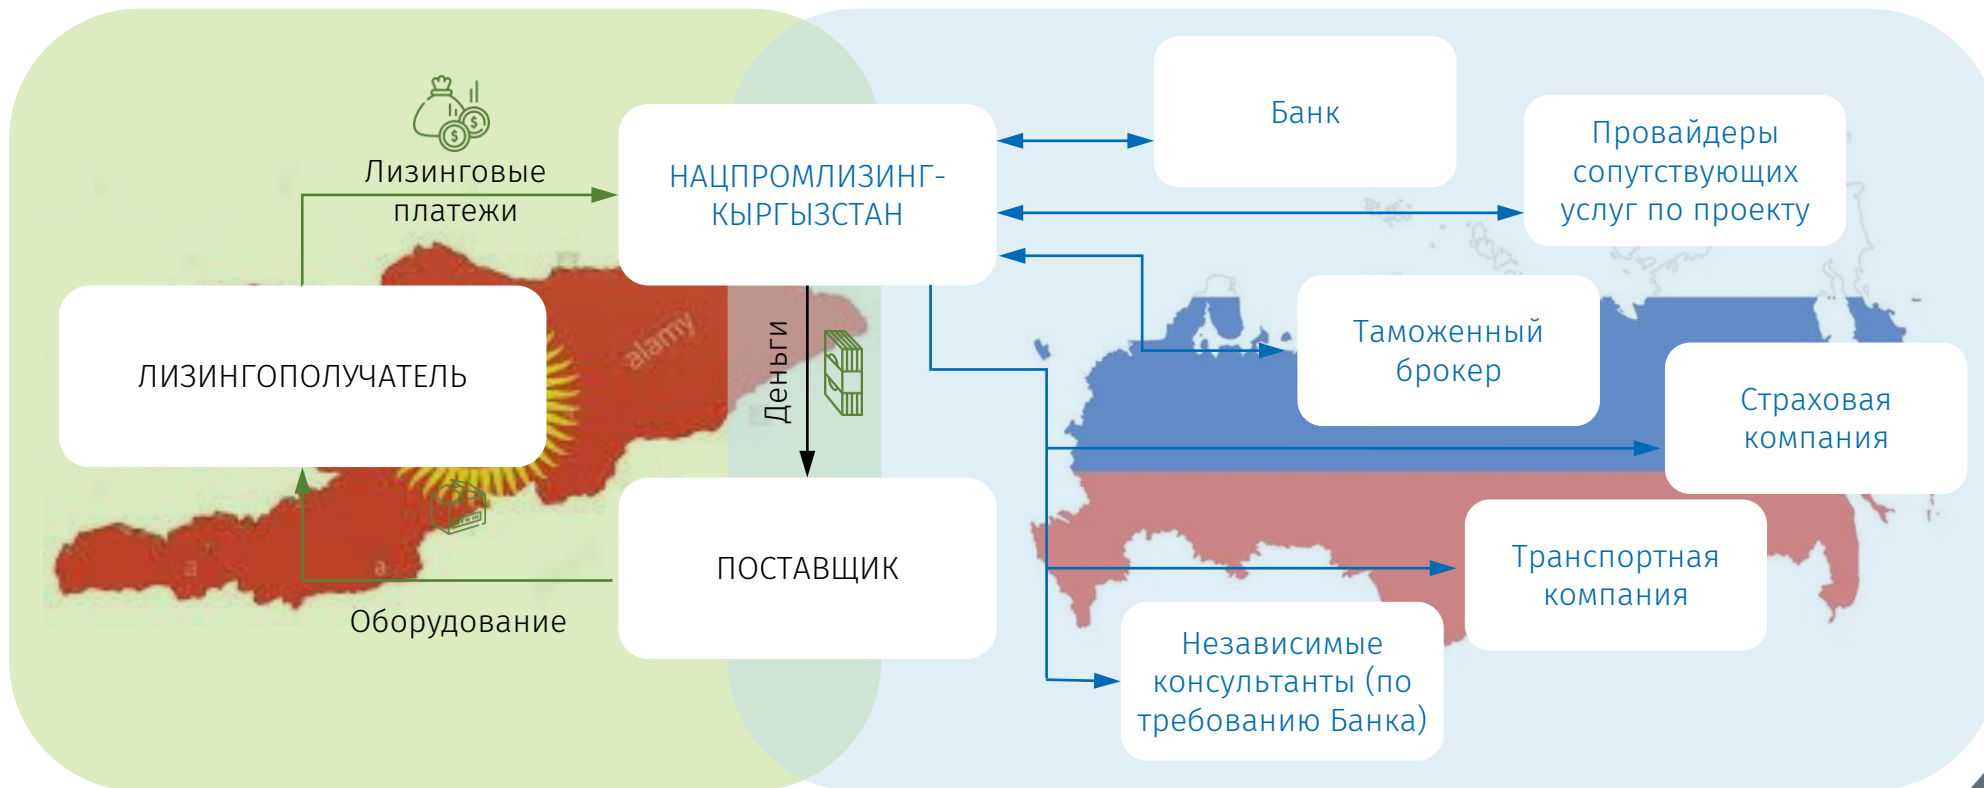 Лизинговые
платежи
НАЦПРОМЛИЗИНГ-
КЫРГЫЗСТАН
Банк
Провайдеры
сопутствующих
услуг по проекту
ЛИЗИНГОПОЛУЧАТЕЛЬ
Деньги
alamy
Таможенный
брокер
Страховая
компания
ПОСТАВЩИК
Оборудование
Транспортная
компания
Независимые
консультанты (по
требованию Банка)
a
a